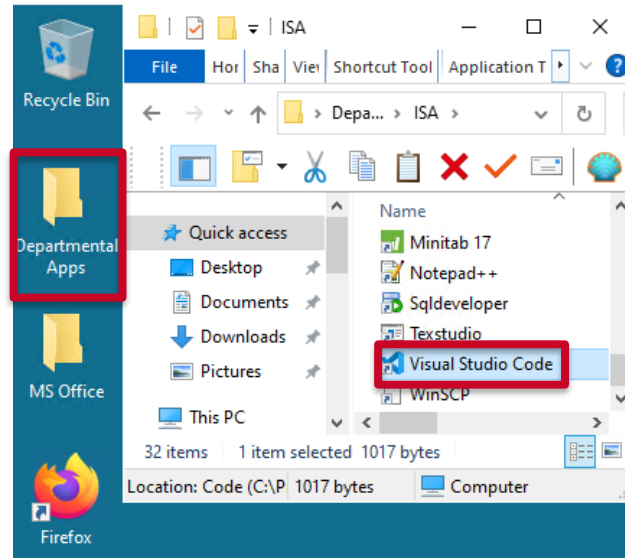 Recycle Bin
Departmental
Apps
MS Office
Firefox
ISA
File Hor Sha Viev Shortcut Tool Application T
Depa... ISA
Name
Quick access
Desktop
Documents
Downloads
Pictures
This PC
Minitab 17
Notepad++
Sqldeveloper
Texstudio
Visual Studio Code
WinSCP
32 items 1 item selected 1017 bytes
Location: Code (C:\P 1017 bytes Computer